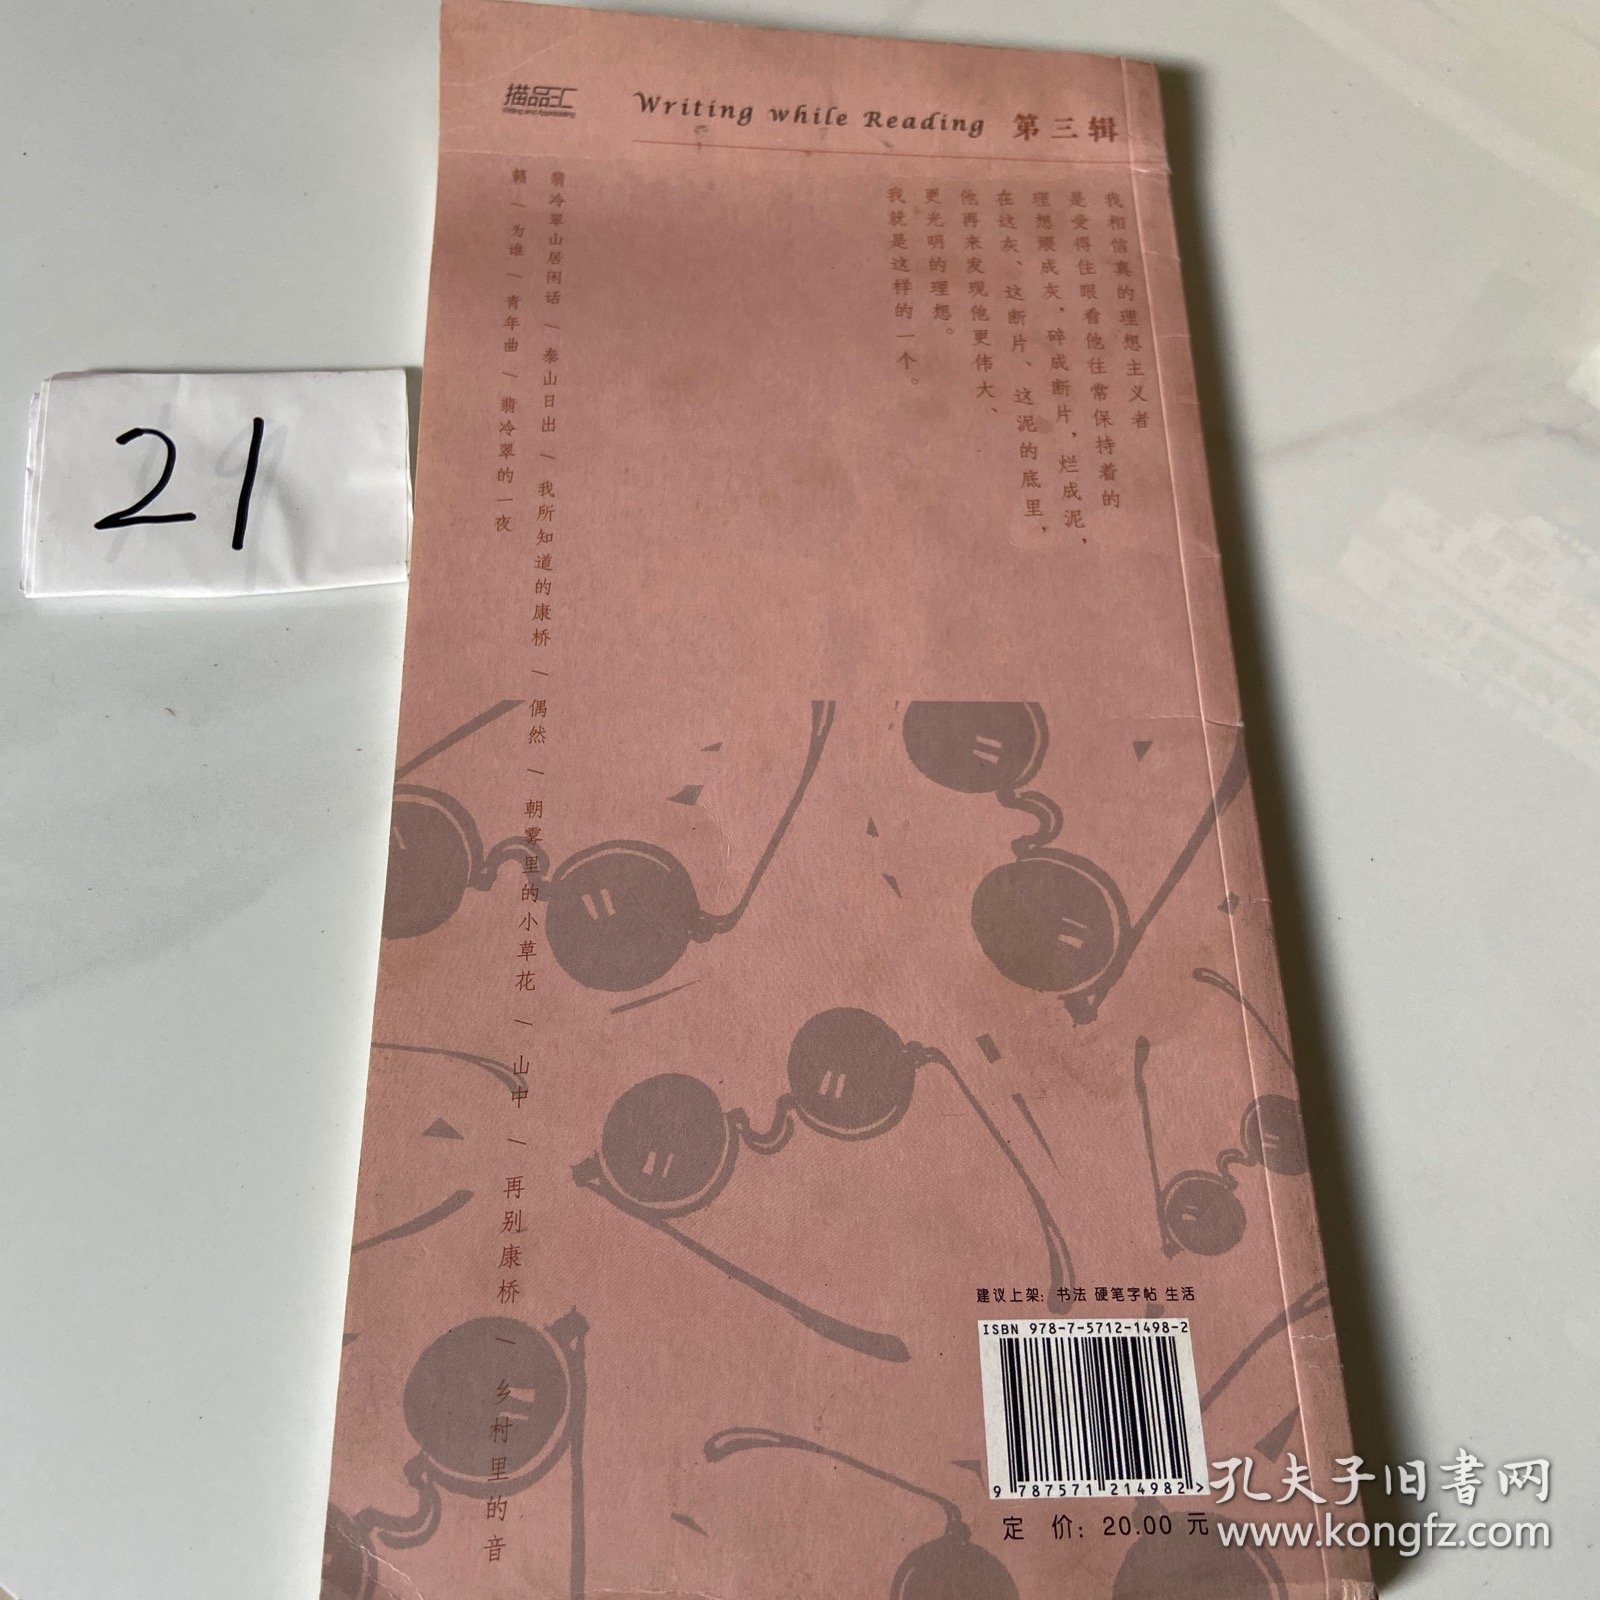 描品汇
Writing while Reading 第三辑
我相信真的理想主义者
是受得住眼看他往常保持着的
理想煨成灰，碎成断片，烂成泥，
在这灰、这断片、这泥的底里，
他再来发现他更伟大、
更光明的理想。
我就是这样的一个。
翡冷翠山居闲话 | 泰山日出 | 我所知道的康桥 | 偶然 | 朝雾里的小草花 | 山中 | 再别康桥 | 乡村里的音
籁 | 为谁 | 青年曲 | 翡冷翠的一夜
21
建议上架：书法 硬笔字帖 生活
ISBN 978-7-5712-1498-2
9 787571 214982 >
定 价：20.00 元
孔夫子旧书网
www.kongfz.com